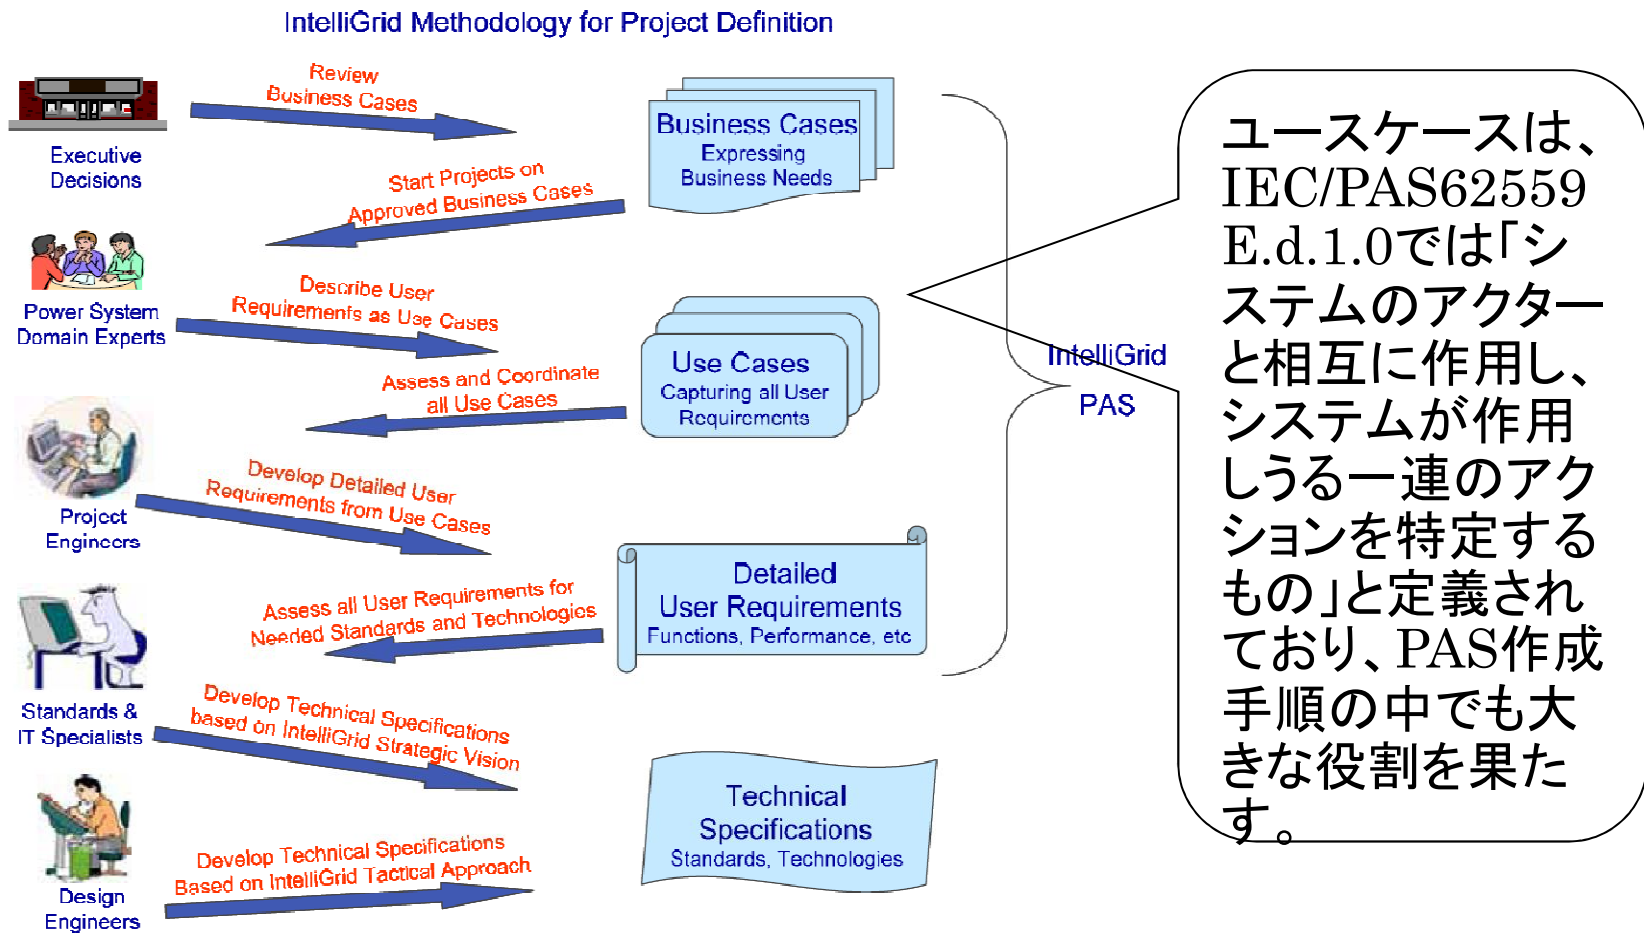 IntelliGrid Methodology for Project Definition
Review
Business Cases
Executive
Decisions
Business Cases
Expressing
Business Needs
Start Projects on
Approved Business Cases
Power System
Domain Experts
Describe User
Requirements as Use Cases
Use Cases
Capturing all User
Requirements
Assess and Coordinate
all Use Cases
Project
Engineers
Develop Detailed User
Requirements from Use Cases
Detailed
User Requirements
Functions, Performance, etc
Assess all User Requirements for
Needed Standards and Technologies
Standards &
IT Specialists
Develop Technical Specifications
based on IntelliGrid Strategic Vision
Technical
Specifications
Standards, Technologies
Develop Technical Specifications
Based on IntelliGrid Tactical Approach
Design
Engineers
IntelliGrid
PAS
ユースケースは、
IEC/PAS62559
E.d.1.0では「シ
ステムのアクター
と相互に作用し、
システムが作用
しうる一連のアク
ションを特定する
もの」と定義され
ており、PAS作成
手順の中でも大
きな役割を果た
す。